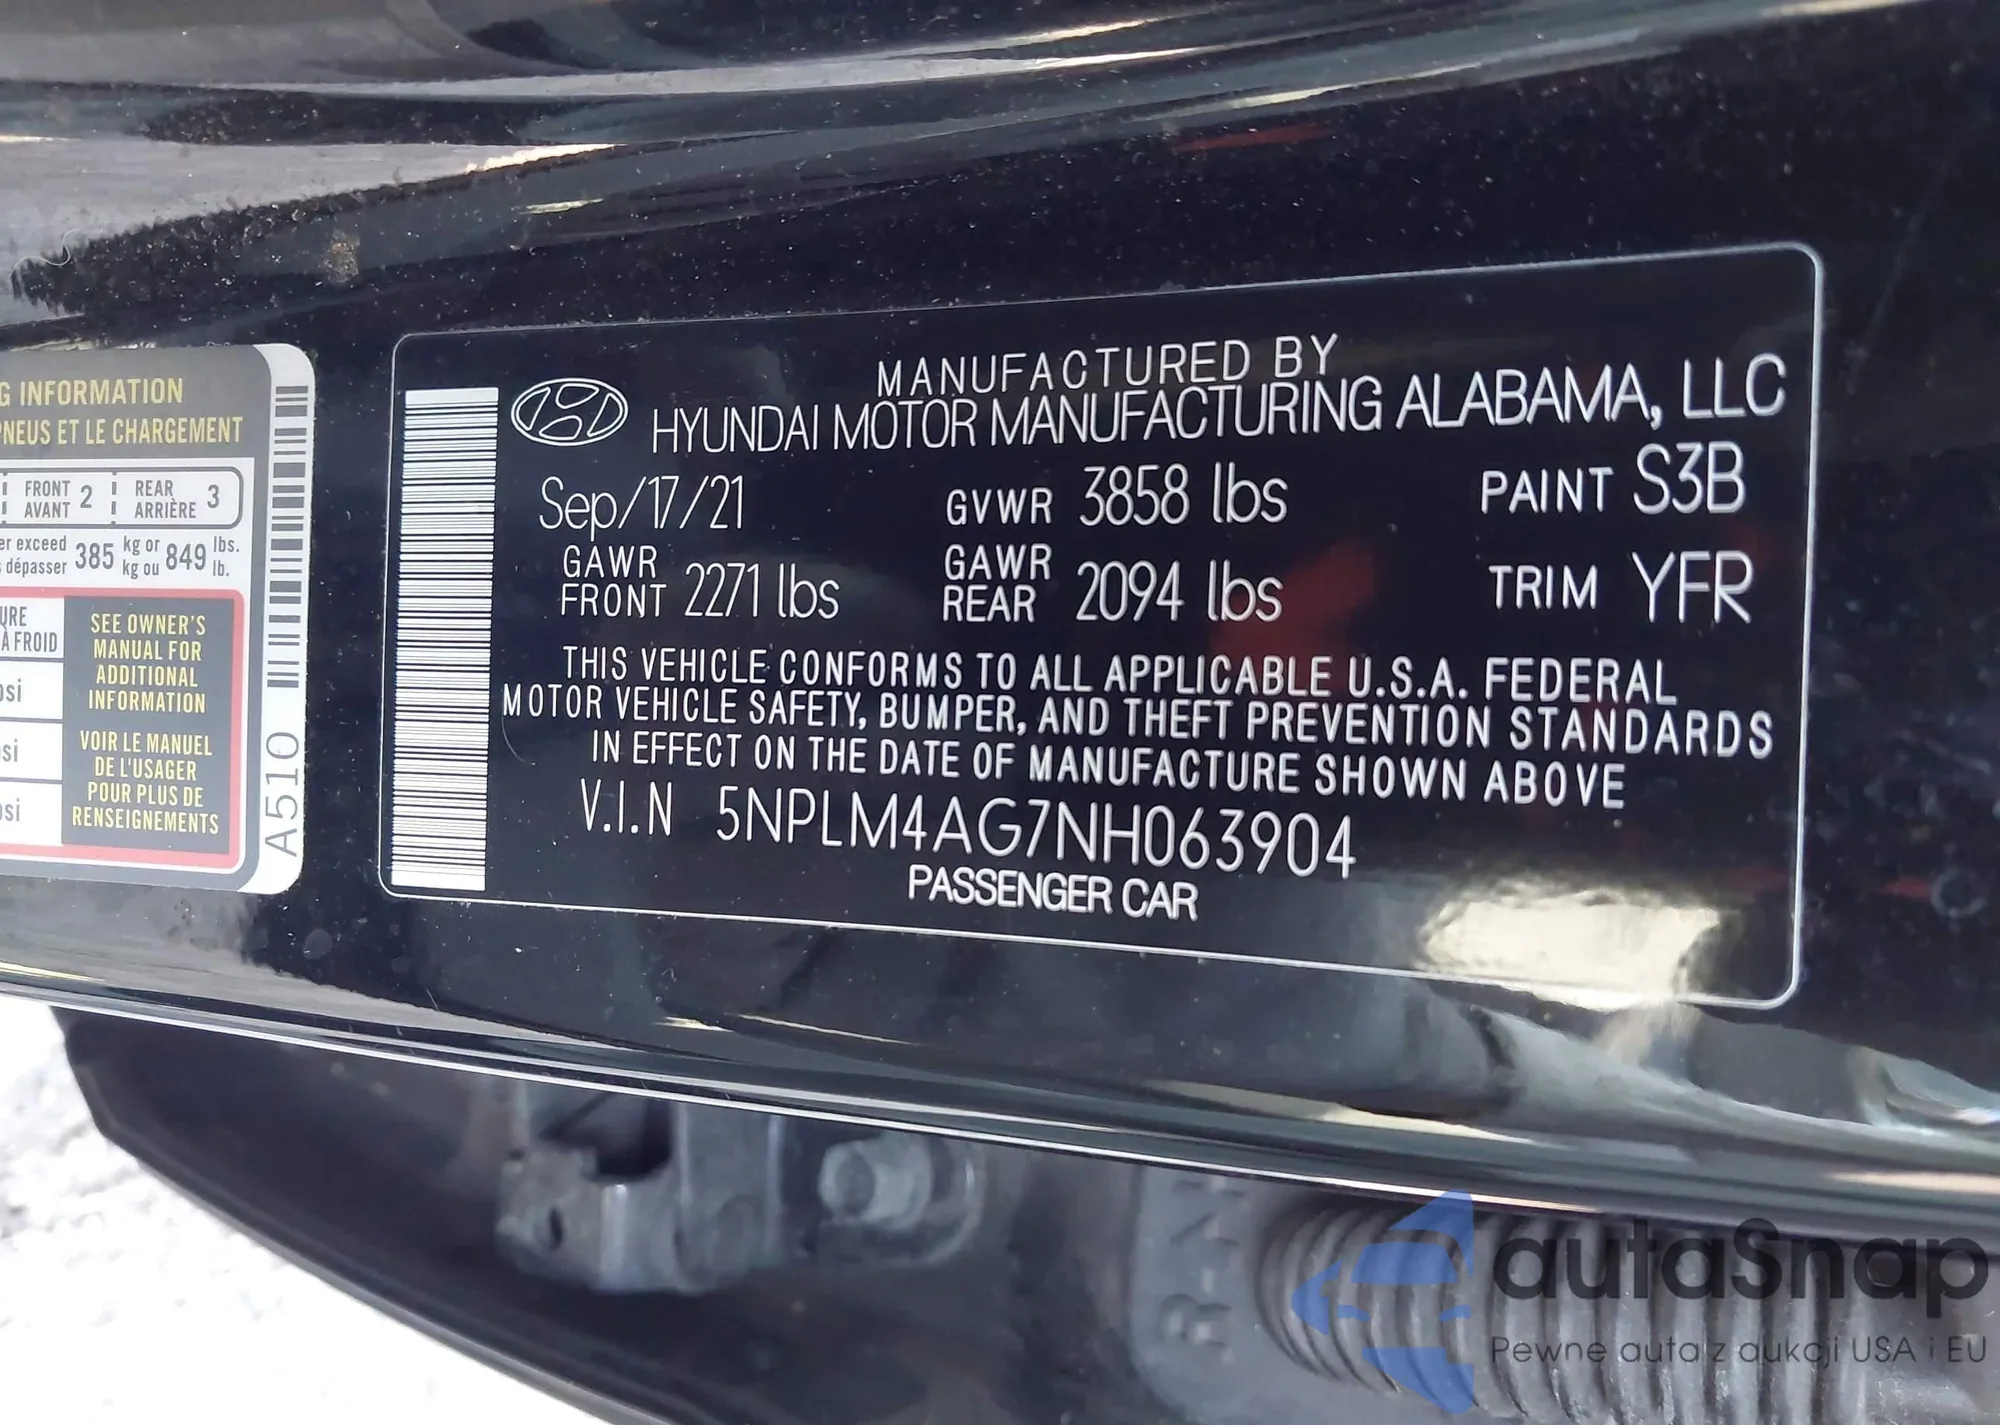 G INFORMATION
PNEUS ET LE CHARGEMENT
FRONT AVANT 2
REAR ARRIÈRE 3
er exceed
dépasser
385 kg or kg ou 849 lbs. lb.
URE
À FROID
psi
psi
psi
SEE OWNER'S
MANUAL FOR
ADDITIONAL
INFORMATION
VOIR LE MANUEL
DE L'USAGER
POUR PLUS DE
RENSEIGNEMENTS
A510
MANUFACTURED BY
HYUNDAI MOTOR MANUFACTURING ALABAMA, LLC
Sep/17/21 GVWR 3858 lbs PAINT S3B
GAWR FRONT 2271 lbs GAWR REAR 2094 lbs TRIM YFR
THIS VEHICLE CONFORMS TO ALL APPLICABLE U.S.A. FEDERAL
MOTOR VEHICLE SAFETY, BUMPER, AND THEFT PREVENTION STANDARDS
IN EFFECT ON THE DATE OF MANUFACTURE SHOWN ABOVE
V.I.N 5NPLM4AG7NH063904
PASSENGER CAR
autaSnap
Pewne auta z aukcji USA i EU